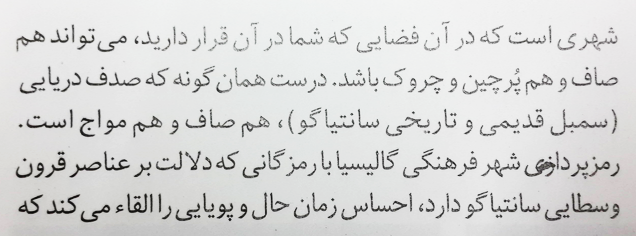 شهری است که در آن فضایی که شما در آن قرار دارید، می‌تواند هم
صاف و هم پُرچین و چروک باشد. درست همان گونه که صدف دریایی
(سمبل قدیمی و تاریخی سانتیاگو)، هم صاف و هم مواج است.
رمزپردازی شهر فرهنگی گالیسیا با رمزگانی که دلالت بر عناصر قرون
وسطایی سانتیاگو دارد، احساس زمان حال و پویایی را القاء می‌کند که